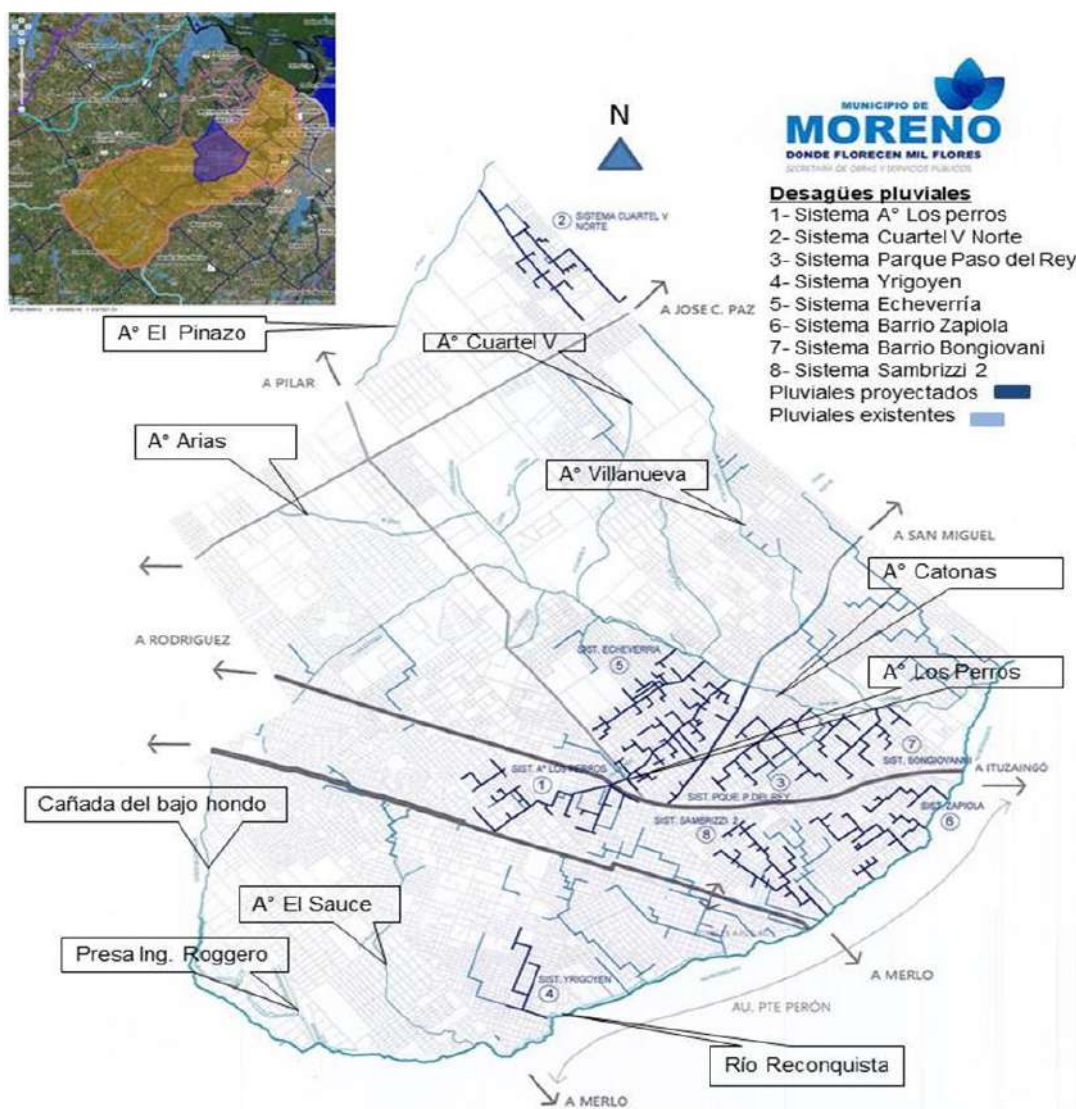 MUNICIPIO DE
MORENO
DONDE FLORECEN MIL FLORES
SECRETARÍA DE OBRAS Y SERVICIOS PÚBLICOS
Desagües pluviales
1- Sistema A° Los perros
2- Sistema Cuartel V Norte
3- Sistema Parque Paso del Rey
4- Sistema Yrigoyen
5- Sistema Echeverría
6- Sistema Barrio Zapiola
7- Sistema Barrio Bongiovani
8- Sistema Sambrizzi 2
Pluviales proyectados
Pluviales existentes
N
2
SISTEMA CUARTEL V
NORTE
A JOSE C. PAZ
A° El Pinazo
A° Cuartel V
A PILAR
A° Arias
A° Villanueva
A SAN MIGUEL
A° Catonas
A RODRIGUEZ
SIST. ECHEVERRIA
5
A° Los Perros
7
SIST. BONGIOVANNI
SIST. A° LOS PERROS
1
3
SIST. PQUE. P. DEL REY
A ITUZAINGÓ
Cañada del bajo hondo
SIST. SAMBRIZZI 2
8
SIST. ZAPIOLA
6
A° El Sauce
Presa Ing. Roggero
SIST. YRIGOYEN
4
A MERLO
AU. PTE PERÓN
Río Reconquista
A MERLO